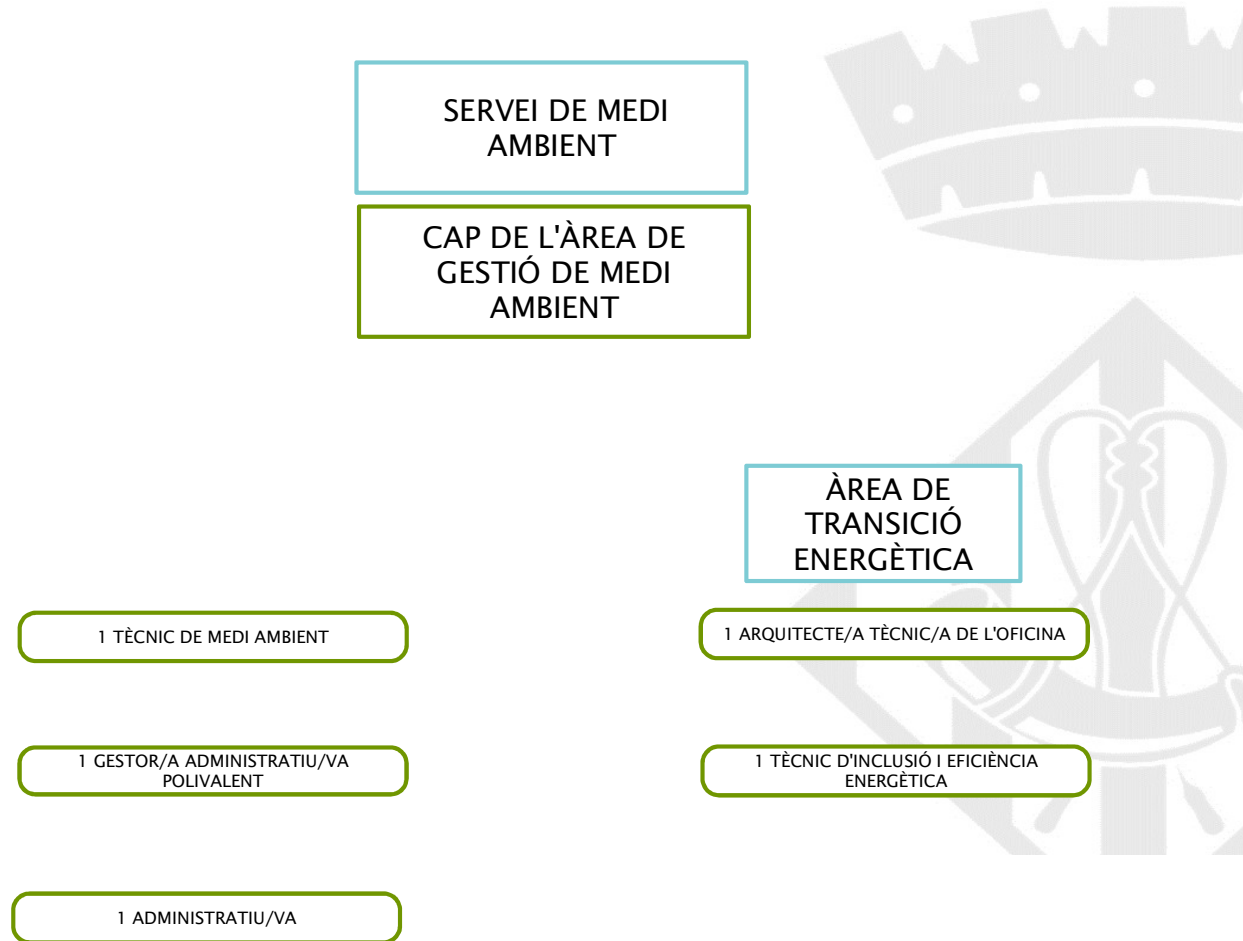 SERVEI DE MEDI
AMBIENT
CAP DE L'ÀREA DE
GESTIÓ DE MEDI
AMBIENT
ÀREA DE
TRANSICIÓ
ENERGÈTICA
1 TÈCNIC DE MEDI AMBIENT
1 ARQUITECTE/A TÈCNIC/A DE L'OFICINA
1 GESTOR/A ADMINISTRATIU/VA
POLIVALENT
1 TÈCNIC D'INCLUSIÓ I EFICIÈNCIA
ENERGÈTICA
1 ADMINISTRATIU/VA